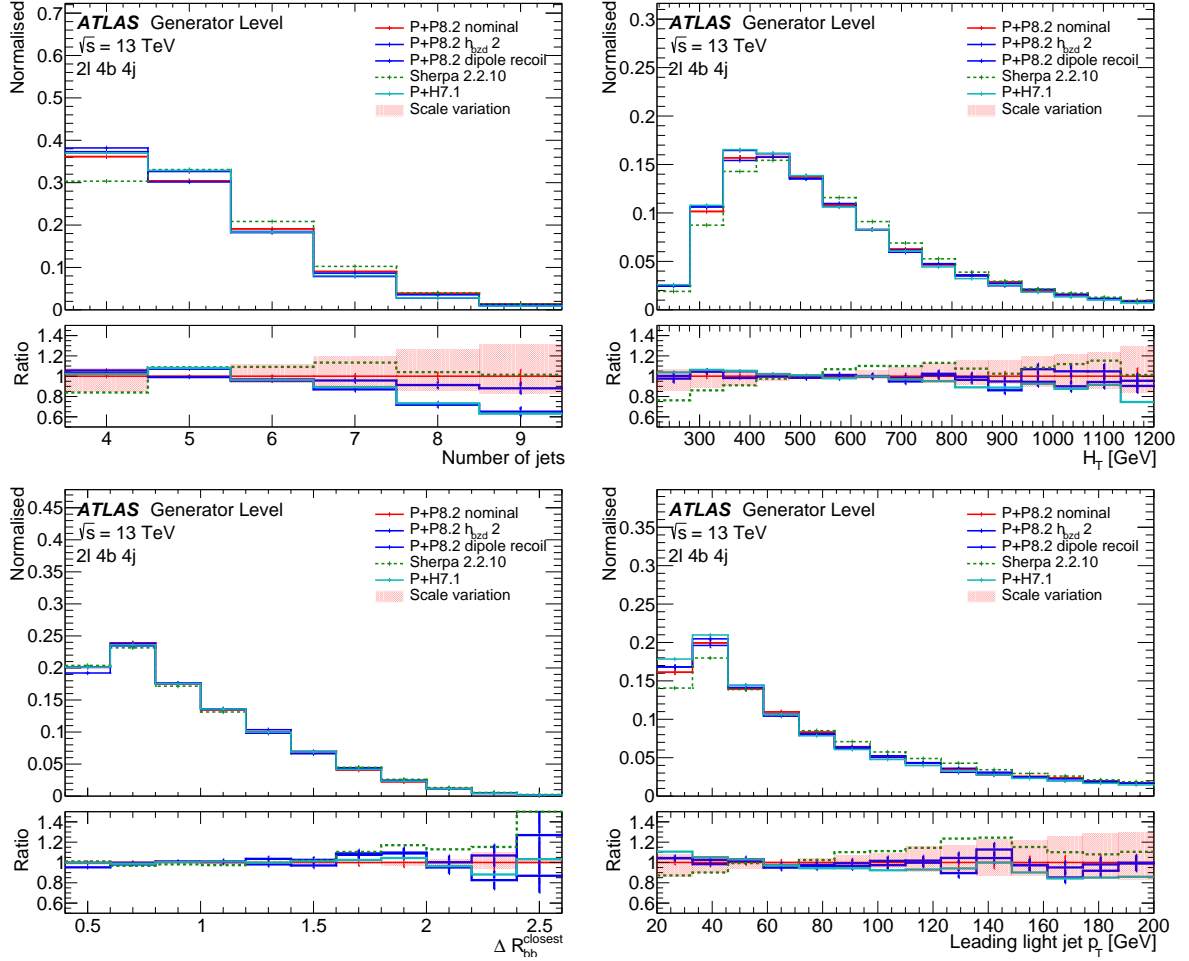 ATLAS Generator Level
√s = 13 TeV
2l 4b 4j
P+P8.2 nominal
P+P8.2 h_bzd 2
P+P8.2 dipole recoil
Sherpa 2.2.10
P+H7.1
Scale variation
Normalised
0.7
0.6
0.5
0.4
0.3
0.2
0.1
0
Ratio
1.4
1.2
1
0.8
0.6
4 5 6 7 8 9
Number of jets
ATLAS Generator Level
√s = 13 TeV
2l 4b 4j
P+P8.2 nominal
P+P8.2 h_bzd 2
P+P8.2 dipole recoil
Sherpa 2.2.10
P+H7.1
Scale variation
Normalised
0.3
0.25
0.2
0.15
0.1
0.05
0
Ratio
1.4
1.2
1
0.8
0.6
300 400 500 600 700 800 900 1000 1100 1200
H_T [GeV]
ATLAS Generator Level
√s = 13 TeV
2l 4b 4j
P+P8.2 nominal
P+P8.2 h_bzd 2
P+P8.2 dipole recoil
Sherpa 2.2.10
P+H7.1
Scale variation
Normalised
0.45
0.4
0.35
0.3
0.25
0.2
0.15
0.1
0.05
0
Ratio
1.4
1.2
1
0.8
0.6
0.5 1 1.5 2 2.5
Δ R_bb^closest
ATLAS Generator Level
√s = 13 TeV
2l 4b 4j
P+P8.2 nominal
P+P8.2 h_bzd 2
P+P8.2 dipole recoil
Sherpa 2.2.10
P+H7.1
Scale variation
Normalised
0.35
0.3
0.25
0.2
0.15
0.1
0.05
0
Ratio
1.4
1.2
1
0.8
0.6
20 40 60 80 100 120 140 160 180 200
Leading light jet p_T [GeV]